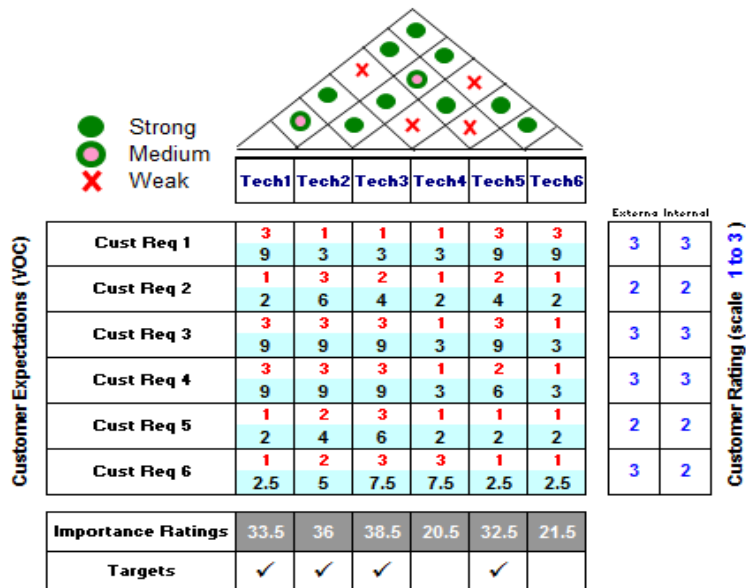 Strong
Medium
Weak
Tech1 Tech2 Tech3 Tech4 Tech5 Tech6
Externa Internal
Customer Expectations (VOC)
Customer Rating (scale 1 to 3 )
3 1 1 1 3 3
Cust Req 1 3 3
9 3 3 3 9 9
1 3 2 1 2 1
Cust Req 2 2 2
2 6 4 2 4 2
3 3 3 1 3 1
Cust Req 3 3 3
9 9 9 3 9 3
3 3 3 1 2 1
Cust Req 4 3 3
9 9 9 3 6 3
1 2 3 1 1 1
Cust Req 5 2 2
2 4 6 2 2 2
1 2 3 3 1 1
Cust Req 6 3 2
2.5 5 7.5 7.5 2.5 2.5
Importance Ratings 33.5 36 38.5 20.5 32.5 21.5
Targets ✓ ✓ ✓ ✓